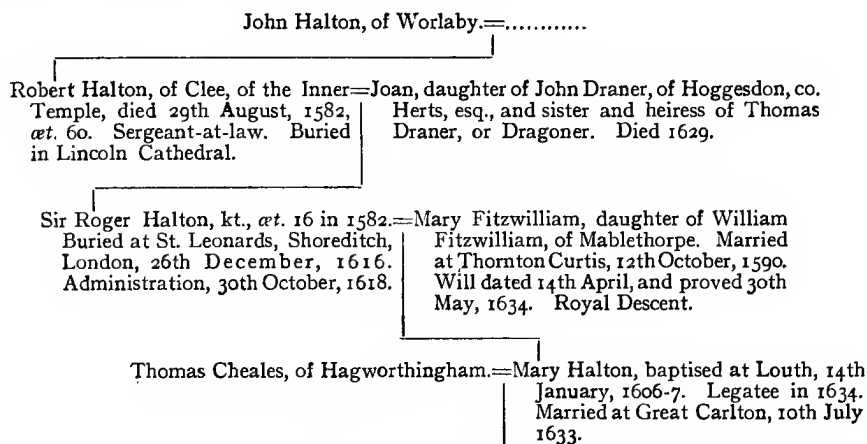 John Halton, of Worlaby.=............
Robert Halton, of Clee, of the Inner=Joan, daughter of John Draner, of Hoggesdon, co.
Temple, died 29th August, 1582, Herts, esq., and sister and heiress of Thomas
æt. 60. Sergeant-at-law. Buried Draner, or Dragoner. Died 1629.
in Lincoln Cathedral.
Sir Roger Halton, kt., æt. 16 in 1582.=Mary Fitzwilliam, daughter of William
Buried at St. Leonards, Shoreditch, Fitzwilliam, of Mablethorpe. Married
London, 26th December, 1616. at Thornton Curtis, 12th October, 1590.
Administration, 30th October, 1618. Will dated 14th April, and proved 30th
May, 1634. Royal Descent.
Thomas Cheales, of Hagworthingham.=Mary Halton, baptised at Louth, 14th
January, 1606-7. Legatee in 1634.
Married at Great Carlton, 10th July
1633.